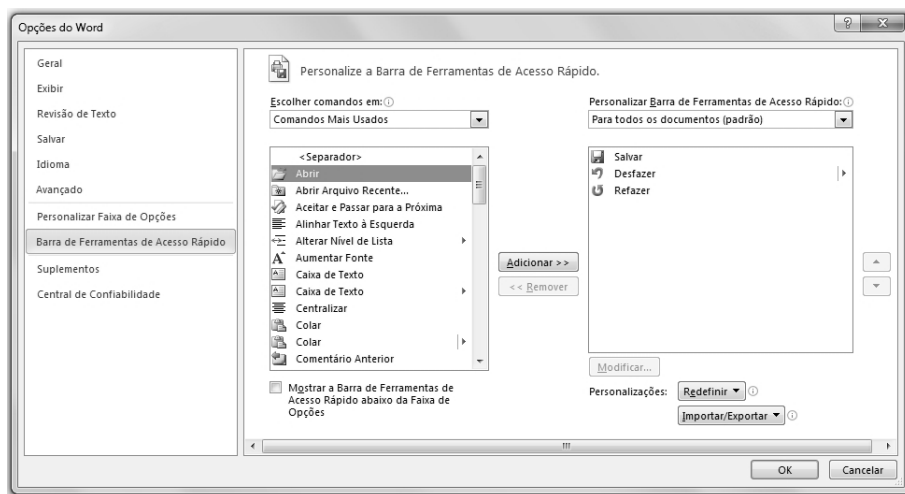 Opções do Word
Geral
Exibir
Revisão de Texto
Salvar
Idioma
Avançado
Personalizar Faixa de Opções
Barra de Ferramentas de Acesso Rápido
Suplementos
Central de Confiabilidade
Personalize a Barra de Ferramentas de Acesso Rápido.
Escolher comandos em:
Comandos Mais Usados
<Separador>
Abrir
Abrir Arquivo Recente...
Aceitar e Passar para a Próxima
Alinhar Texto à Esquerda
Alterar Nível de Lista
Aumentar Fonte
Caixa de Texto
Caixa de Texto
Centralizar
Colar
Colar
Comentário Anterior
Mostrar a Barra de Ferramentas de
Acesso Rápido abaixo da Faixa de
Opções
Adicionar >>
<< Remover
Personalizar Barra de Ferramentas de Acesso Rápido:
Para todos os documentos (padrão)
Salvar
Desfazer
Refazer
Modificar...
Personalizações:
Redefinir
Importar/Exportar
OK
Cancelar